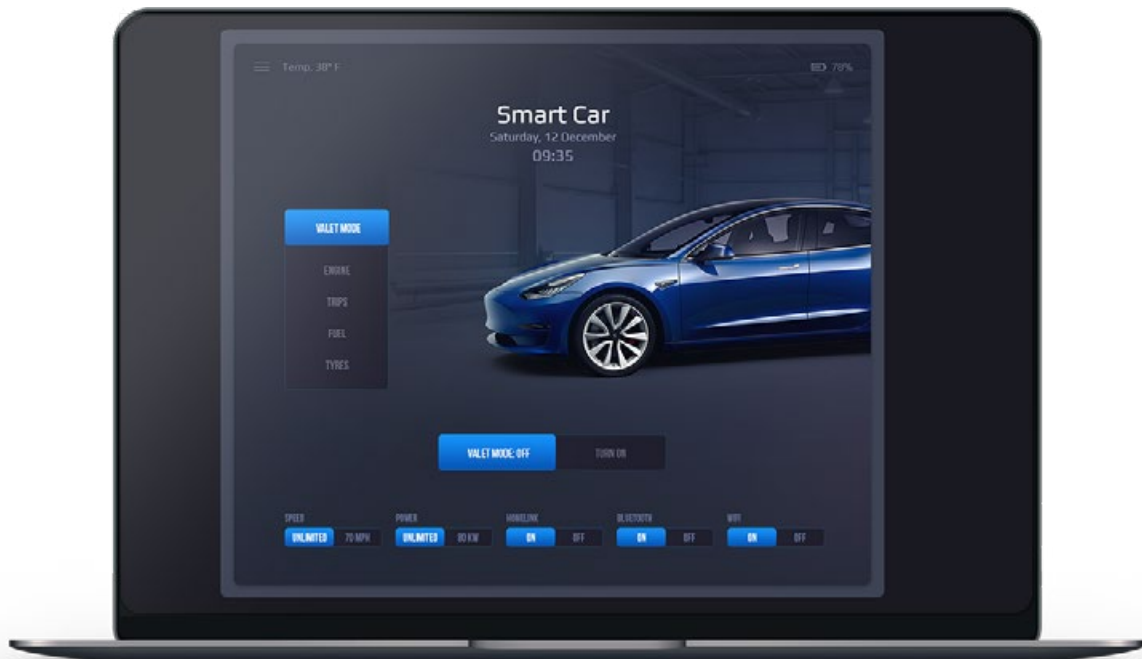 Temp. 38° F
78%
Smart Car
Saturday, 12 December
09:35
VALET MODE
ENGINE
TRIPS
FUEL
TYRES
VALET MODE: OFF
TURN ON
SPEED
POWER
HOMELINK
BLUETOOTH
WIFI
UNLIMITED
70 MPH
UNLIMITED
80 KW
ON
OFF
ON
OFF
ON
OFF